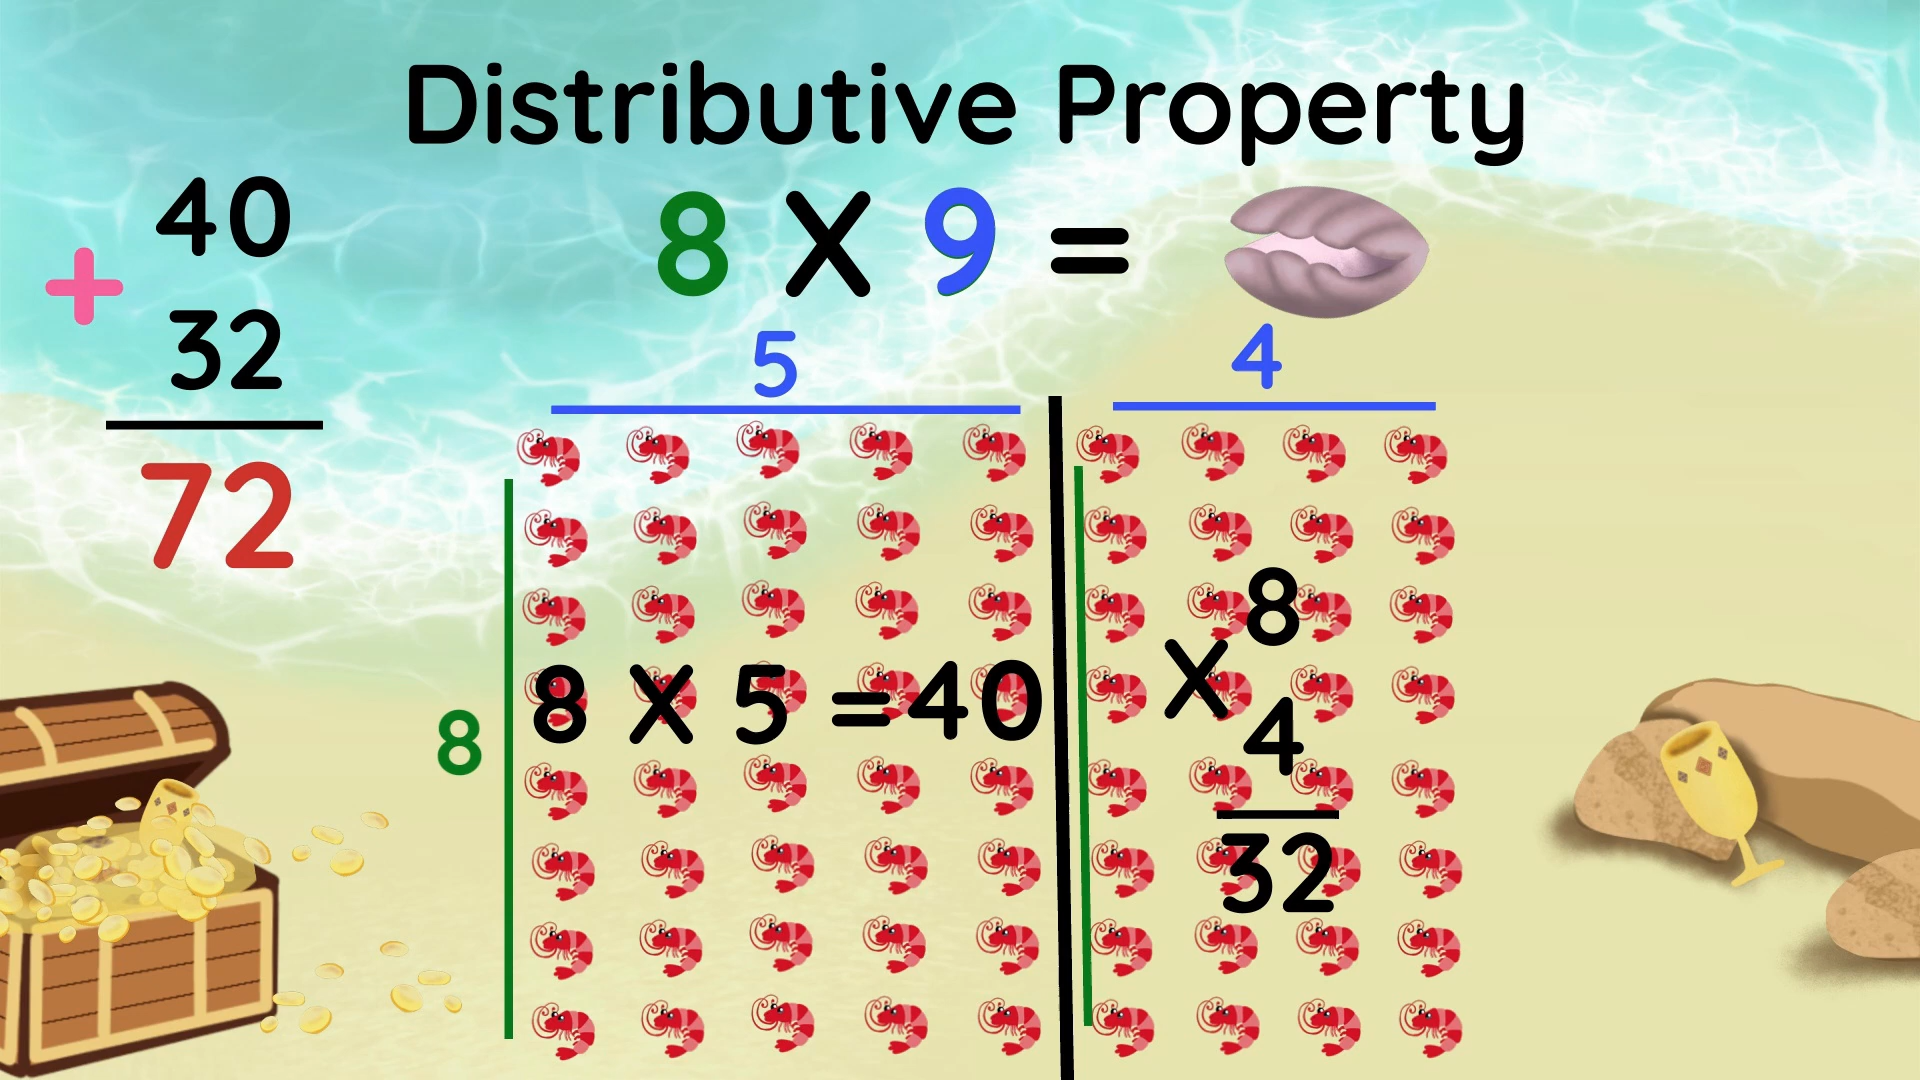 Distributive Property
8 X 9 =
40
+
32
72
5
4
8
8 X 5 =40
8
X
4
32